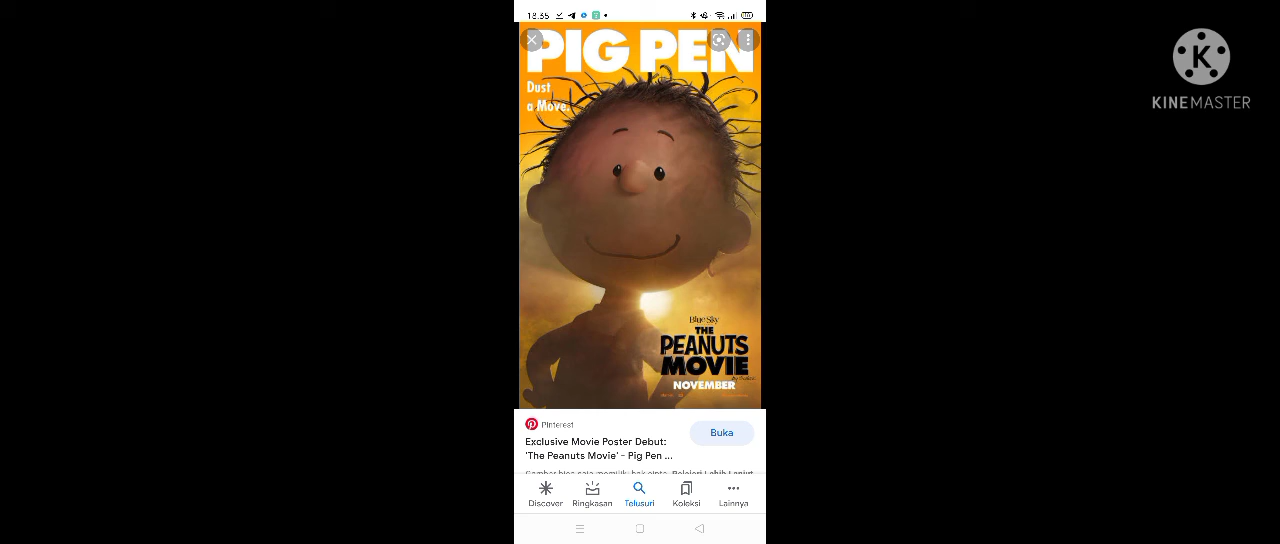 18.35
PIG PEN
Dust
a Move.
KINEMASTER
Blue Sky
THE
PEANUTS
MOVIE
NOVEMBER
Pinterest
Exclusive Movie Poster Debut:
'The Peanuts Movie' - Pig Pen ...
Buka
Discover
Ringkasan
Telusuri
Koleksi
Lainnya